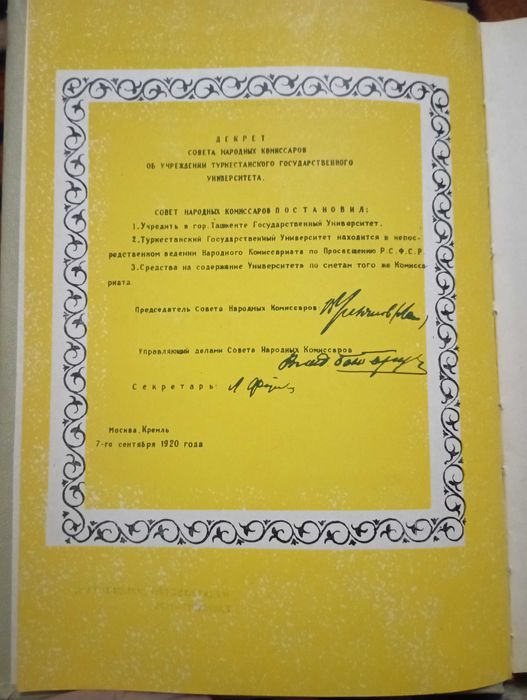 ДЕКРЕТ
СОВЕТА НАРОДНЫХ КОМИССАРОВ
ОБ УЧРЕЖДЕНИИ ТУРКЕСТАНСКОГО ГОСУДАРСТВЕННОГО
УНИВЕРСИТЕТА.
СОВЕТ НАРОДНЫХ КОМИССАРОВ ПОСТАНОВИЛ:
1. Учредить в гор. Ташкенте Государственный Университет.
2. Туркестанский Государственный Университет находится в непос-
редственном ведении Народного Комиссариата по Просвещению Р.С.Ф.С.Р.
3. Средства на содержание Университета по сметам того же Комисса-
риата.
Председатель Совета Народных Комиссаров:
Управляющий делами Совета Народных Комиссаров
Секретарь:
Москва, Кремль
7-го сентября 1920 года